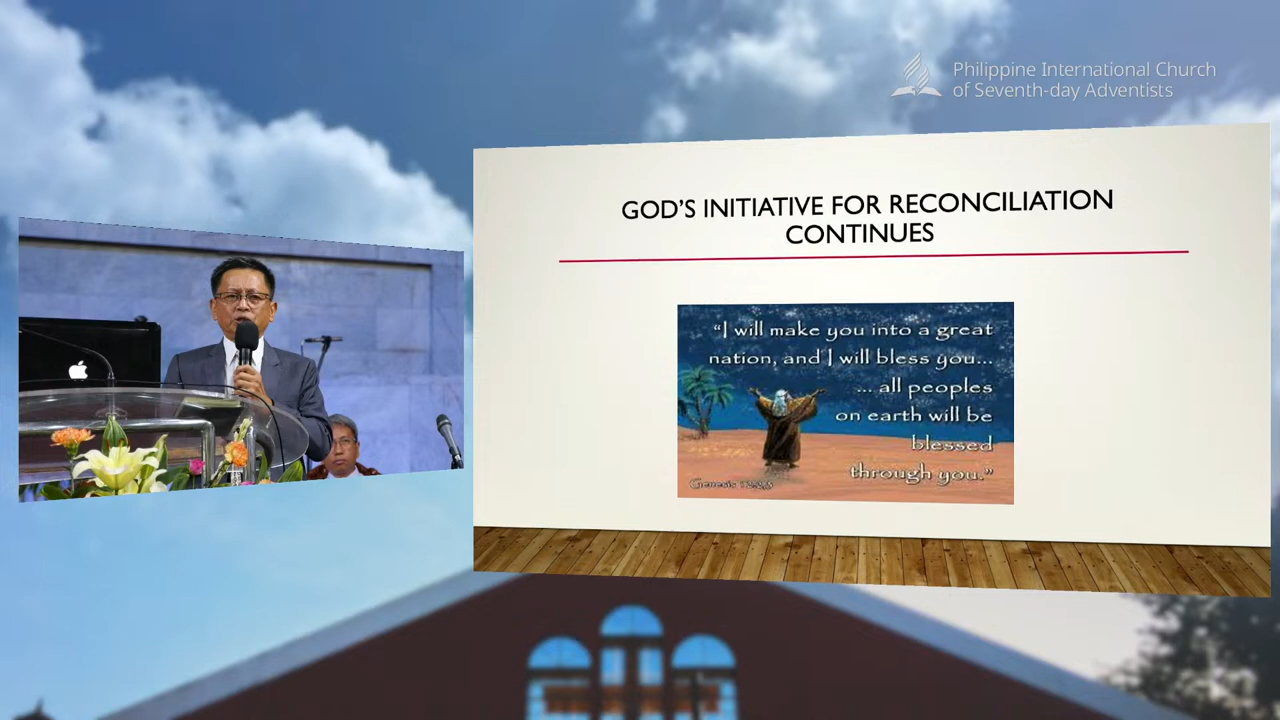 Philippine International Church
of Seventh-day Adventists
GOD'S INITIATIVE FOR RECONCILIATION
CONTINUES
"I will make you into a great
nation, and I will bless you...
... all peoples
on earth will be
blessed
through you."
Genesis